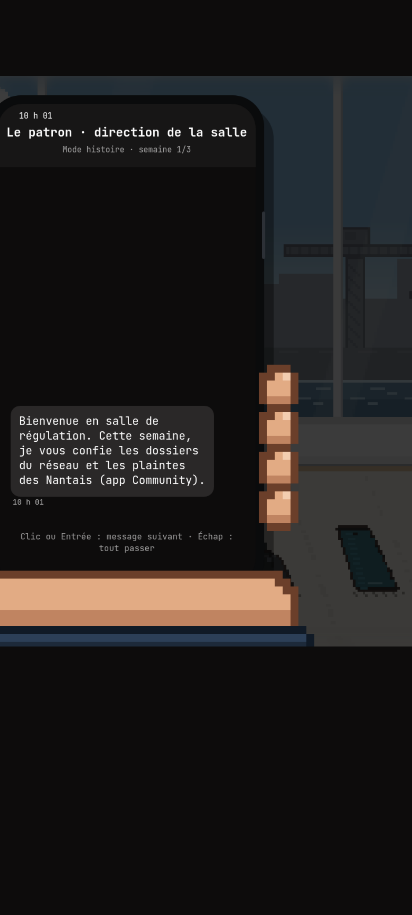 10 h 01
Le patron · direction de la salle
Mode histoire · semaine 1/3
Bienvenue en salle de
régulation. Cette semaine,
je vous confie les dossiers
du réseau et les plaintes
des Nantais (app Community).
10 h 01
Clic ou Entrée : message suivant · Échap :
tout passer